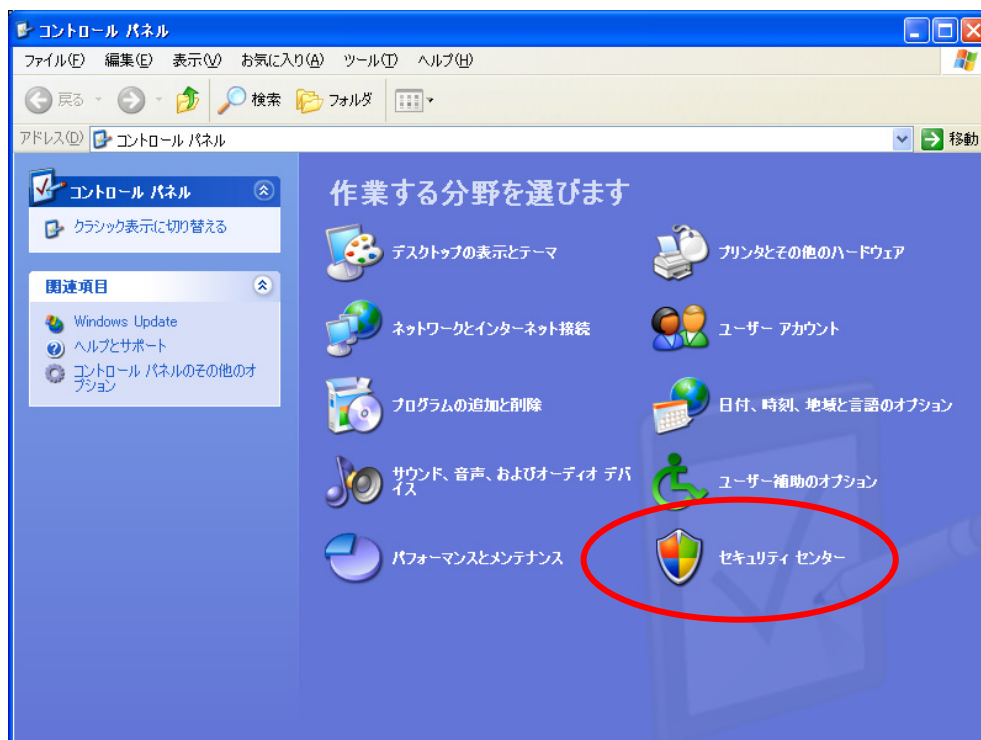 コントロール パネル
ファイル(F) 編集(E) 表示(V) お気に入り(A) ツール(T) ヘルプ(H)
戻る 検索 フォルダ
アドレス(D) コントロール パネル 移動
コントロール パネル
クラシック表示に切り替える
関連項目
Windows Update
ヘルプとサポート
コントロール パネルのその他のオ
プション
作業する分野を選びます
デスクトップの表示とテーマ
プリンタとその他のハードウェア
ネットワークとインターネット接続
ユーザー アカウント
プログラムの追加と削除
日付、時刻、地域と言語のオプション
サウンド、音声、およびオーディオ デバ
イス
ユーザー補助のオプション
パフォーマンスとメンテナンス
セキュリティ センター